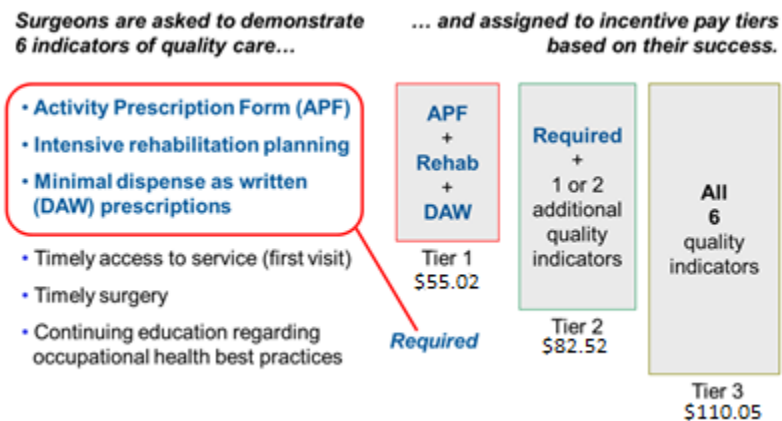 Surgeons are asked to demonstrate
6 indicators of quality care…
… and assigned to incentive pay tiers
based on their success.
• Activity Prescription Form (APF)
• Intensive rehabilitation planning
• Minimal dispense as written
(DAW) prescriptions
• Timely access to service (first visit)
• Timely surgery
• Continuing education regarding
occupational health best practices
Required
APF
+
Rehab
+
DAW
Tier 1
$55.02
Required
+
1 or 2
additional
quality
indicators
Tier 2
$82.52
All
6
quality
indicators
Tier 3
$110.05